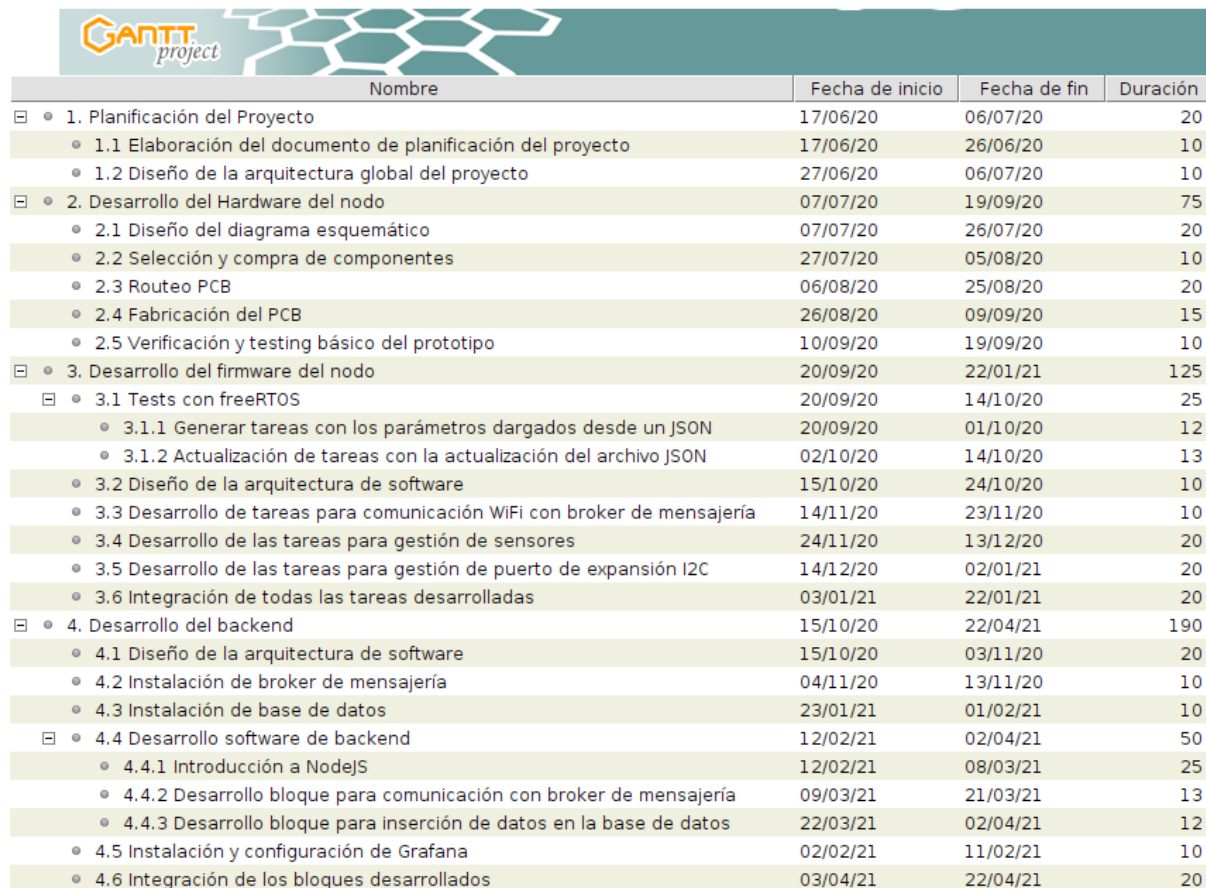 GANTT
project
Nombre Fecha de inicio Fecha de fin Duración
1. Planificación del Proyecto 17/06/20 06/07/20 20
1.1 Elaboración del documento de planificación del proyecto 17/06/20 26/06/20 10
1.2 Diseño de la arquitectura global del proyecto 27/06/20 06/07/20 10
2. Desarrollo del Hardware del nodo 07/07/20 19/09/20 75
2.1 Diseño del diagrama esquemático 07/07/20 26/07/20 20
2.2 Selección y compra de componentes 27/07/20 05/08/20 10
2.3 Routeo PCB 06/08/20 25/08/20 20
2.4 Fabricación del PCB 26/08/20 09/09/20 15
2.5 Verificación y testing básico del prototipo 10/09/20 19/09/20 10
3. Desarrollo del firmware del nodo 20/09/20 22/01/21 125
3.1 Tests con freeRTOS 20/09/20 14/10/20 25
3.1.1 Generar tareas con los parámetros dargados desde un JSON 20/09/20 01/10/20 12
3.1.2 Actualización de tareas con la actualización del archivo JSON 02/10/20 14/10/20 13
3.2 Diseño de la arquitectura de software 15/10/20 24/10/20 10
3.3 Desarrollo de tareas para comunicación WiFi con broker de mensajería 14/11/20 23/11/20 10
3.4 Desarrollo de las tareas para gestión de sensores 24/11/20 13/12/20 20
3.5 Desarrollo de las tareas para gestión de puerto de expansión I2C 14/12/20 02/01/21 20
3.6 Integración de todas las tareas desarrolladas 03/01/21 22/01/21 20
4. Desarrollo del backend 15/10/20 22/04/21 190
4.1 Diseño de la arquitectura de software 15/10/20 03/11/20 20
4.2 Instalación de broker de mensajería 04/11/20 13/11/20 10
4.3 Instalación de base de datos 23/01/21 01/02/21 10
4.4 Desarrollo software de backend 12/02/21 02/04/21 50
4.4.1 Introducción a NodeJS 12/02/21 08/03/21 25
4.4.2 Desarrollo bloque para comunicación con broker de mensajería 09/03/21 21/03/21 13
4.4.3 Desarrollo bloque para inserción de datos en la base de datos 22/03/21 02/04/21 12
4.5 Instalación y configuración de Grafana 02/02/21 11/02/21 10
4.6 Integración de los bloques desarrollados 03/04/21 22/04/21 20